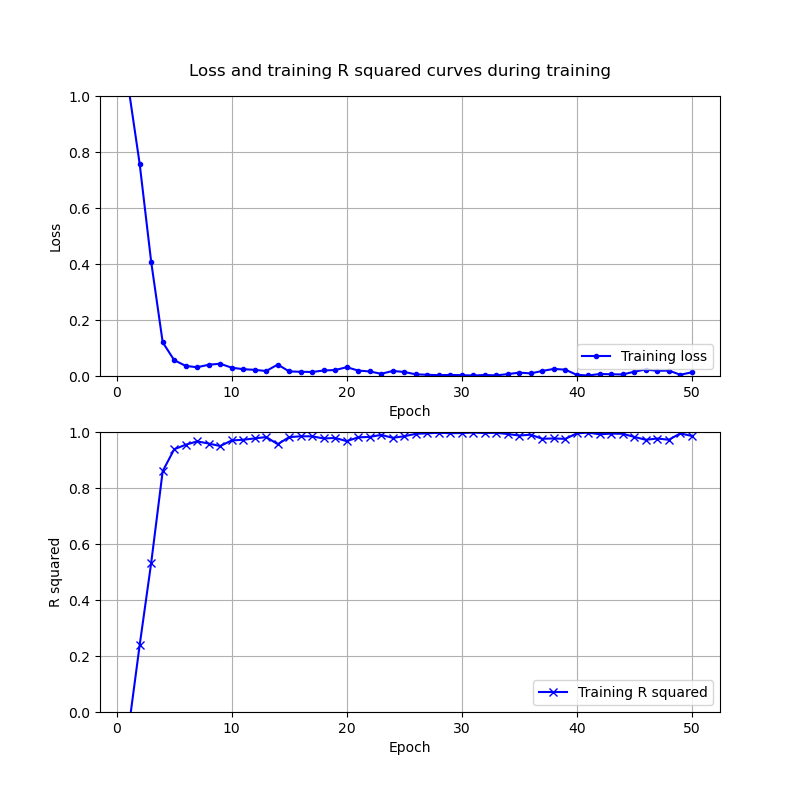 Loss and training R squared curves during training
1.0
0.8
0.6
0.4
0.2
0.0
Loss
Training loss
0 10 20 30 40 50
Epoch
1.0
0.8
0.6
0.4
0.2
0.0
R squared
Training R squared
0 10 20 30 40 50
Epoch